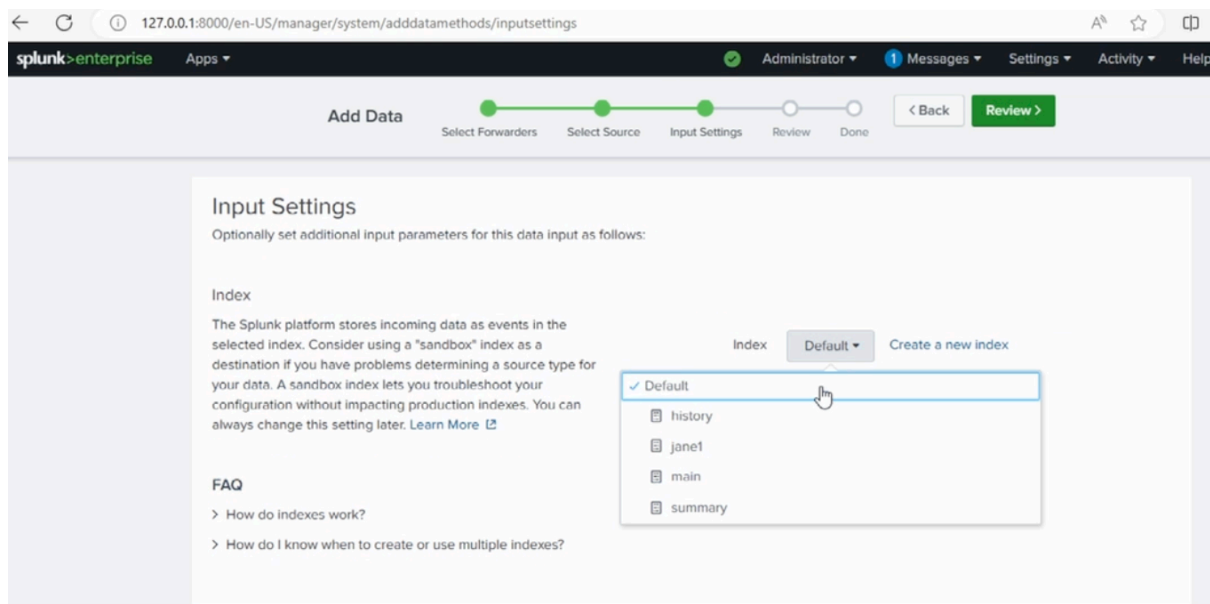 127.0.0.1:8000/en-US/manager/system/adddatamethods/inputsettings
splunk>enterprise Apps Administrator 1 Messages Settings Activity Help
Add Data Select Forwarders Select Source Input Settings Review Done < Back Review >
Input Settings
Optionally set additional input parameters for this data input as follows:
Index
The Splunk platform stores incoming data as events in the
selected index. Consider using a "sandbox" index as a
destination if you have problems determining a source type for
your data. A sandbox index lets you troubleshoot your
configuration without impacting production indexes. You can
always change this setting later. Learn More
Index Default Create a new index
Default
history
jane1
main
summary
FAQ
> How do indexes work?
> How do I know when to create or use multiple indexes?